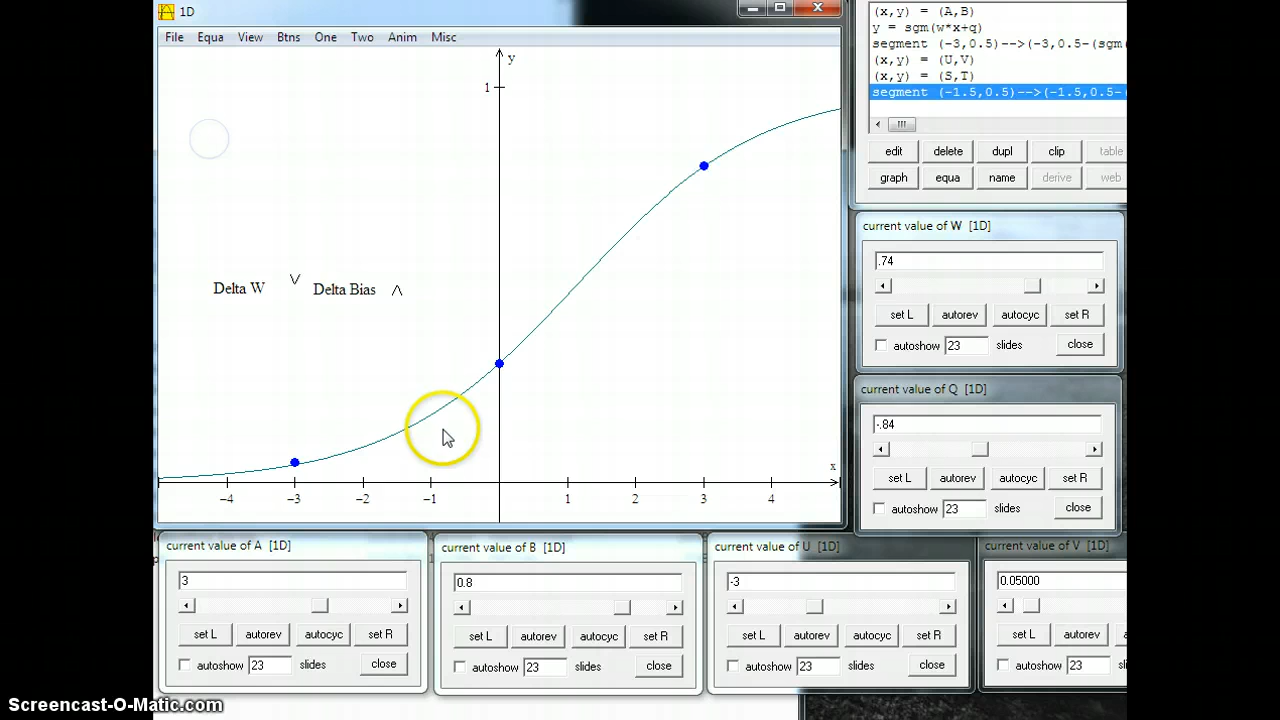 1D
File Equa View Btns One Two Anim Misc
y
1
Delta W V Delta Bias Λ
x
−4 −3 −2 −1 1 2 3 4
(x,y) = (A,B)
y = sgm(w*x+q)
segment (-3,0.5)-->(-3,0.5-(sgm(
(x,y) = (U,V)
(x,y) = (S,T)
segment (-1.5,0.5)-->(-1.5,0.5-(
edit delete dupl clip table
graph equa name derive web
current value of W [1D]
.74
set L autorev autocyc set R
autoshow 23 slides close
current value of Q [1D]
-.84
set L autorev autocyc set R
autoshow 23 slides close
current value of A [1D]
3
set L autorev autocyc set R
autoshow 23 slides close
current value of B [1D]
0.8
set L autorev autocyc set R
autoshow 23 slides close
current value of U [1D]
-3
set L autorev autocyc set R
autoshow 23 slides close
current value of V [1D]
0.05000
set L autorev a
autoshow 23 sli
Screencast-O-Matic.com